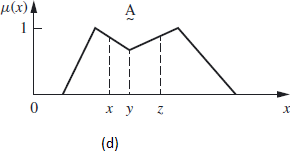 μ(x) A
~
1
0 x y z x
(d)